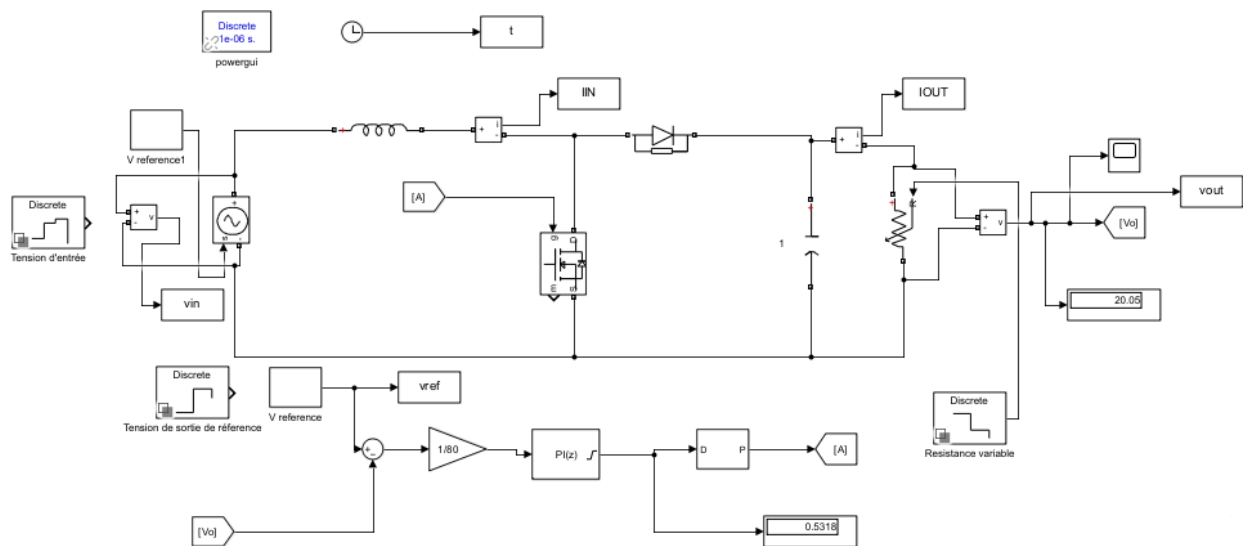 Discrete
1e-06 s.
powergui
t
IIN
IOUT
V reference1
[A]
+
i
-
+
i
-
vout
Discrete
Tension d'entrée
+
-
v
+
s
-
g
D
m
S
1
+
R
+
-
v
[Vo]
vin
20.05
Discrete
Tension de sortie de réference
V reference
vref
Discrete
Resistance variable
+
-
1/80
PI(z)
D
P
[A]
[Vo]
0.5318